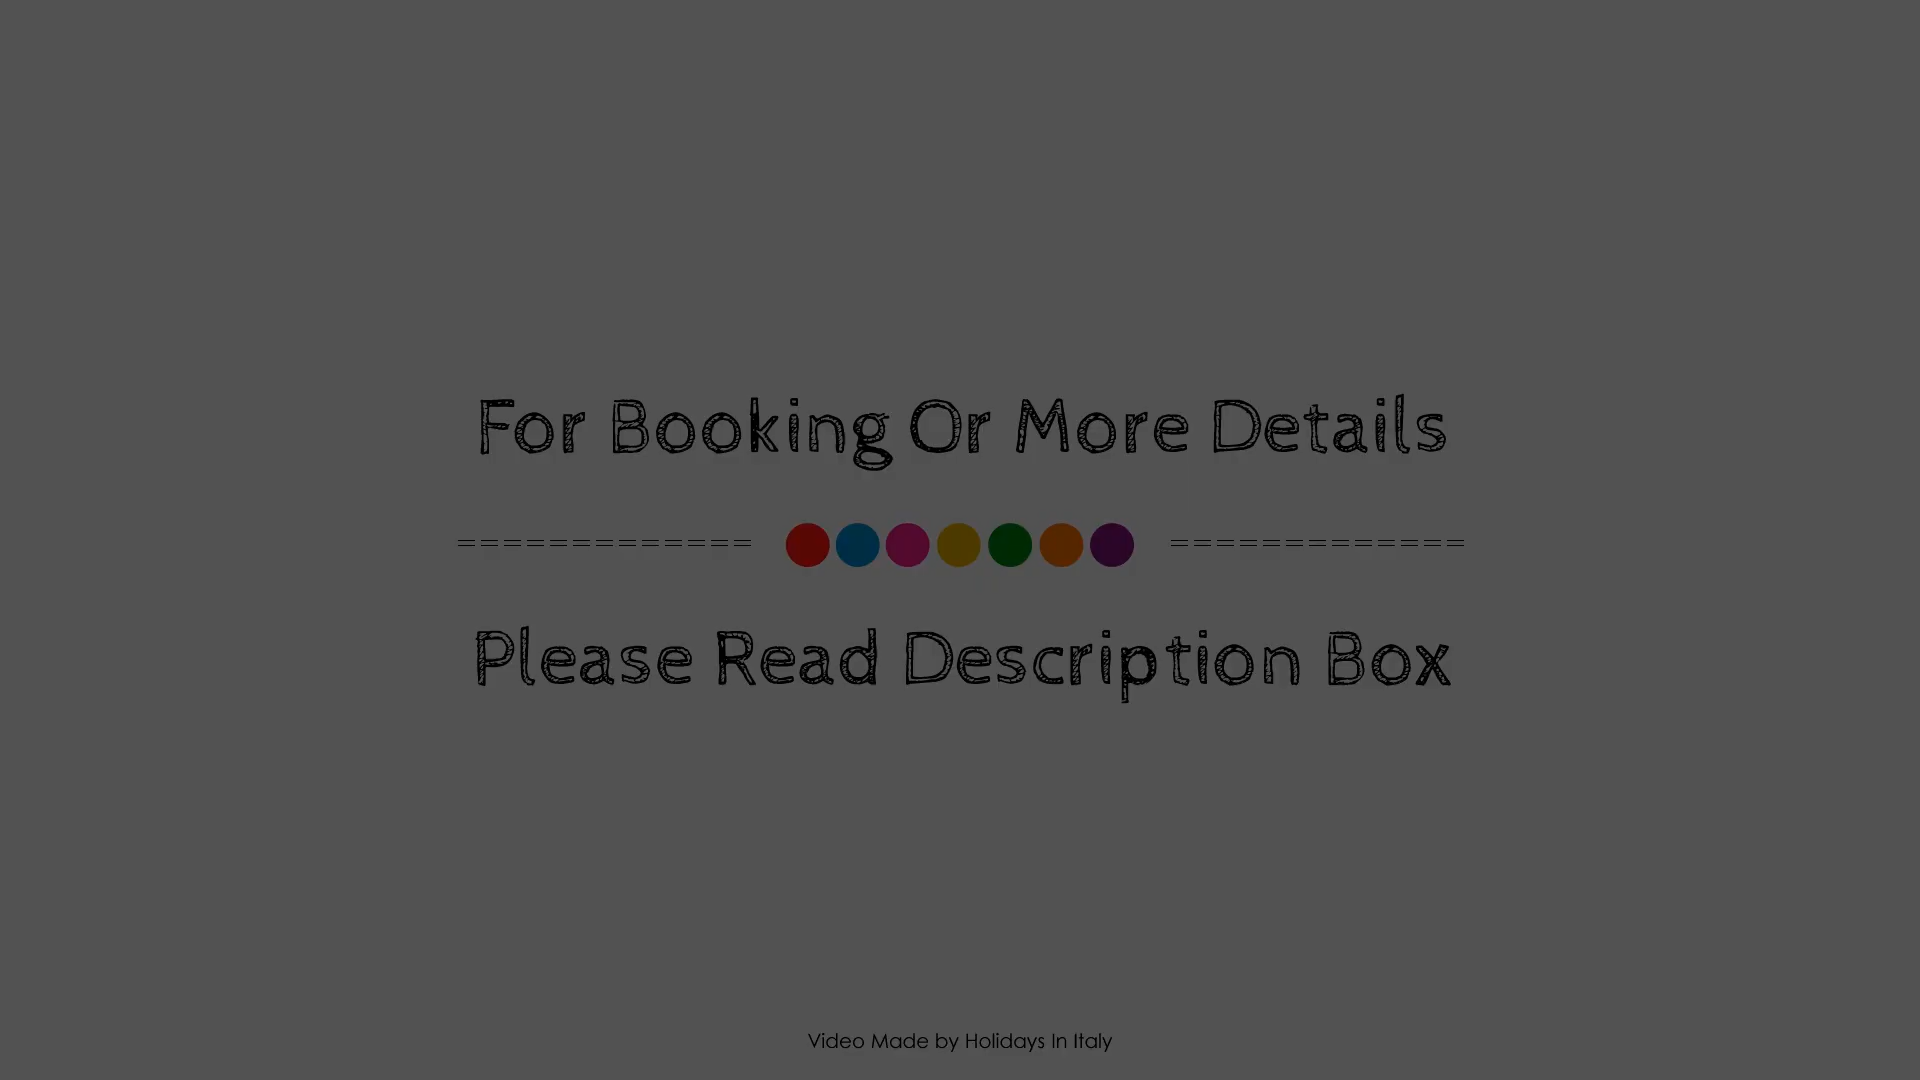 For Booking Or More Details
============= =============
Please Read Description Box
Video Made by Holidays In Italy